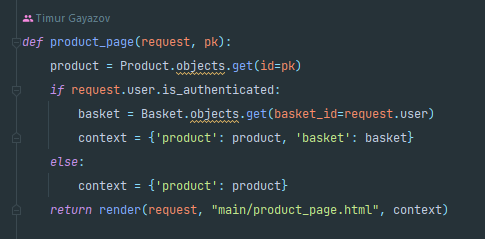 Timur Gayazov
def product_page(request, pk):
    product = Product.objects.get(id=pk)
    if request.user.is_authenticated:
        basket = Basket.objects.get(basket_id=request.user)
        context = {'product': product, 'basket': basket}
    else:
        context = {'product': product}
    return render(request, "main/product_page.html", context)